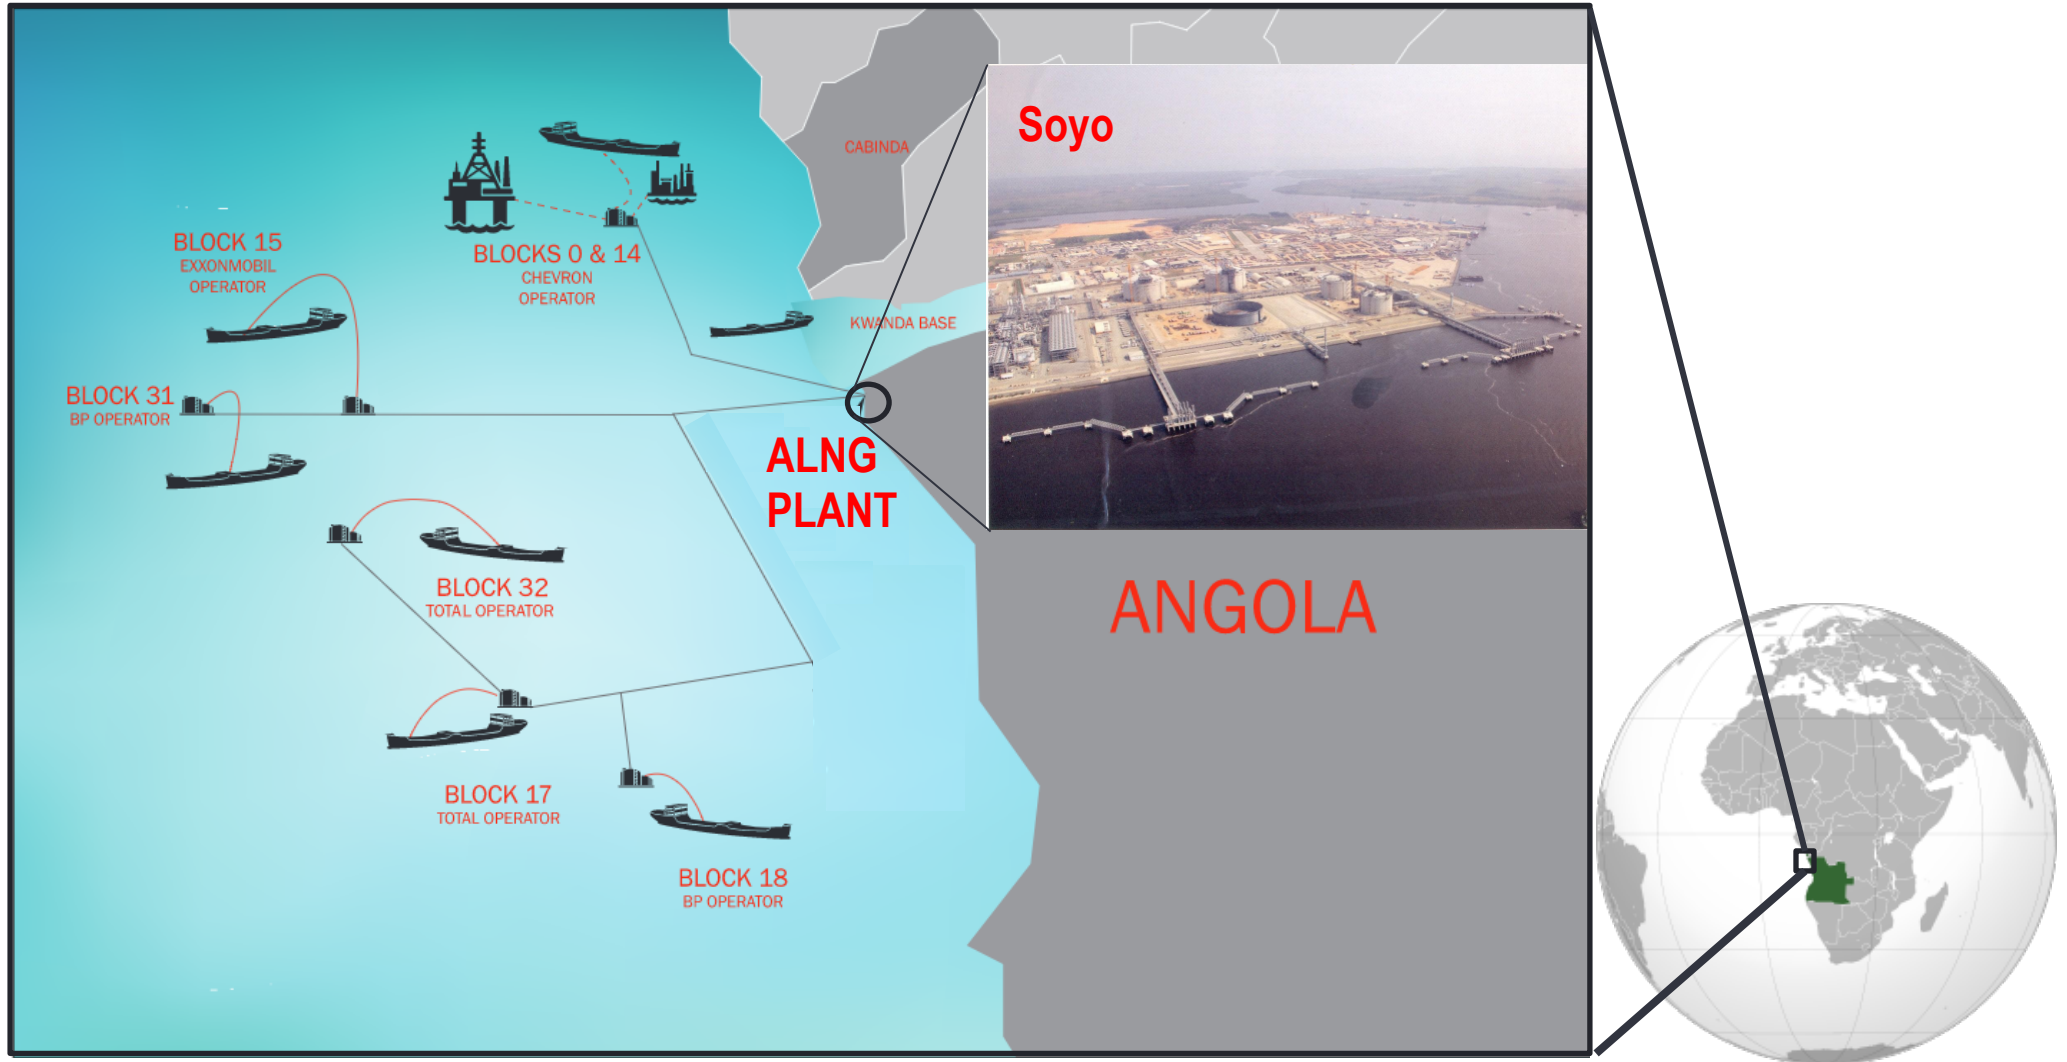 Soyo
CABINDA
BLOCK 15
EXXONMOBIL
OPERATOR
BLOCKS 0 & 14
CHEVRON
OPERATOR
KWANDA BASE
BLOCK 31
BP OPERATOR
ALNG
PLANT
BLOCK 32
TOTAL OPERATOR
ANGOLA
BLOCK 17
TOTAL OPERATOR
BLOCK 18
BP OPERATOR